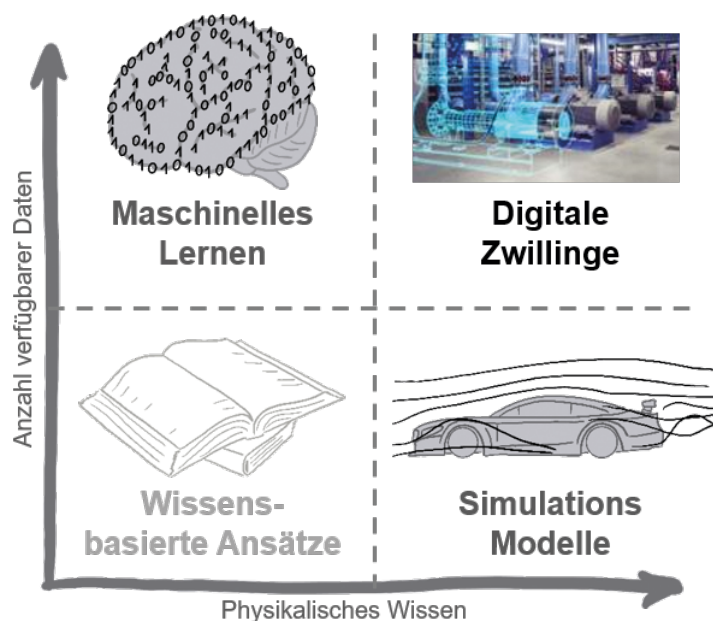 Maschinelles
Lernen
Digitale
Zwillinge
Anzahl verfügbarer Daten
Wissens-
basierte Ansätze
Simulations
Modelle
Physikalisches Wissen